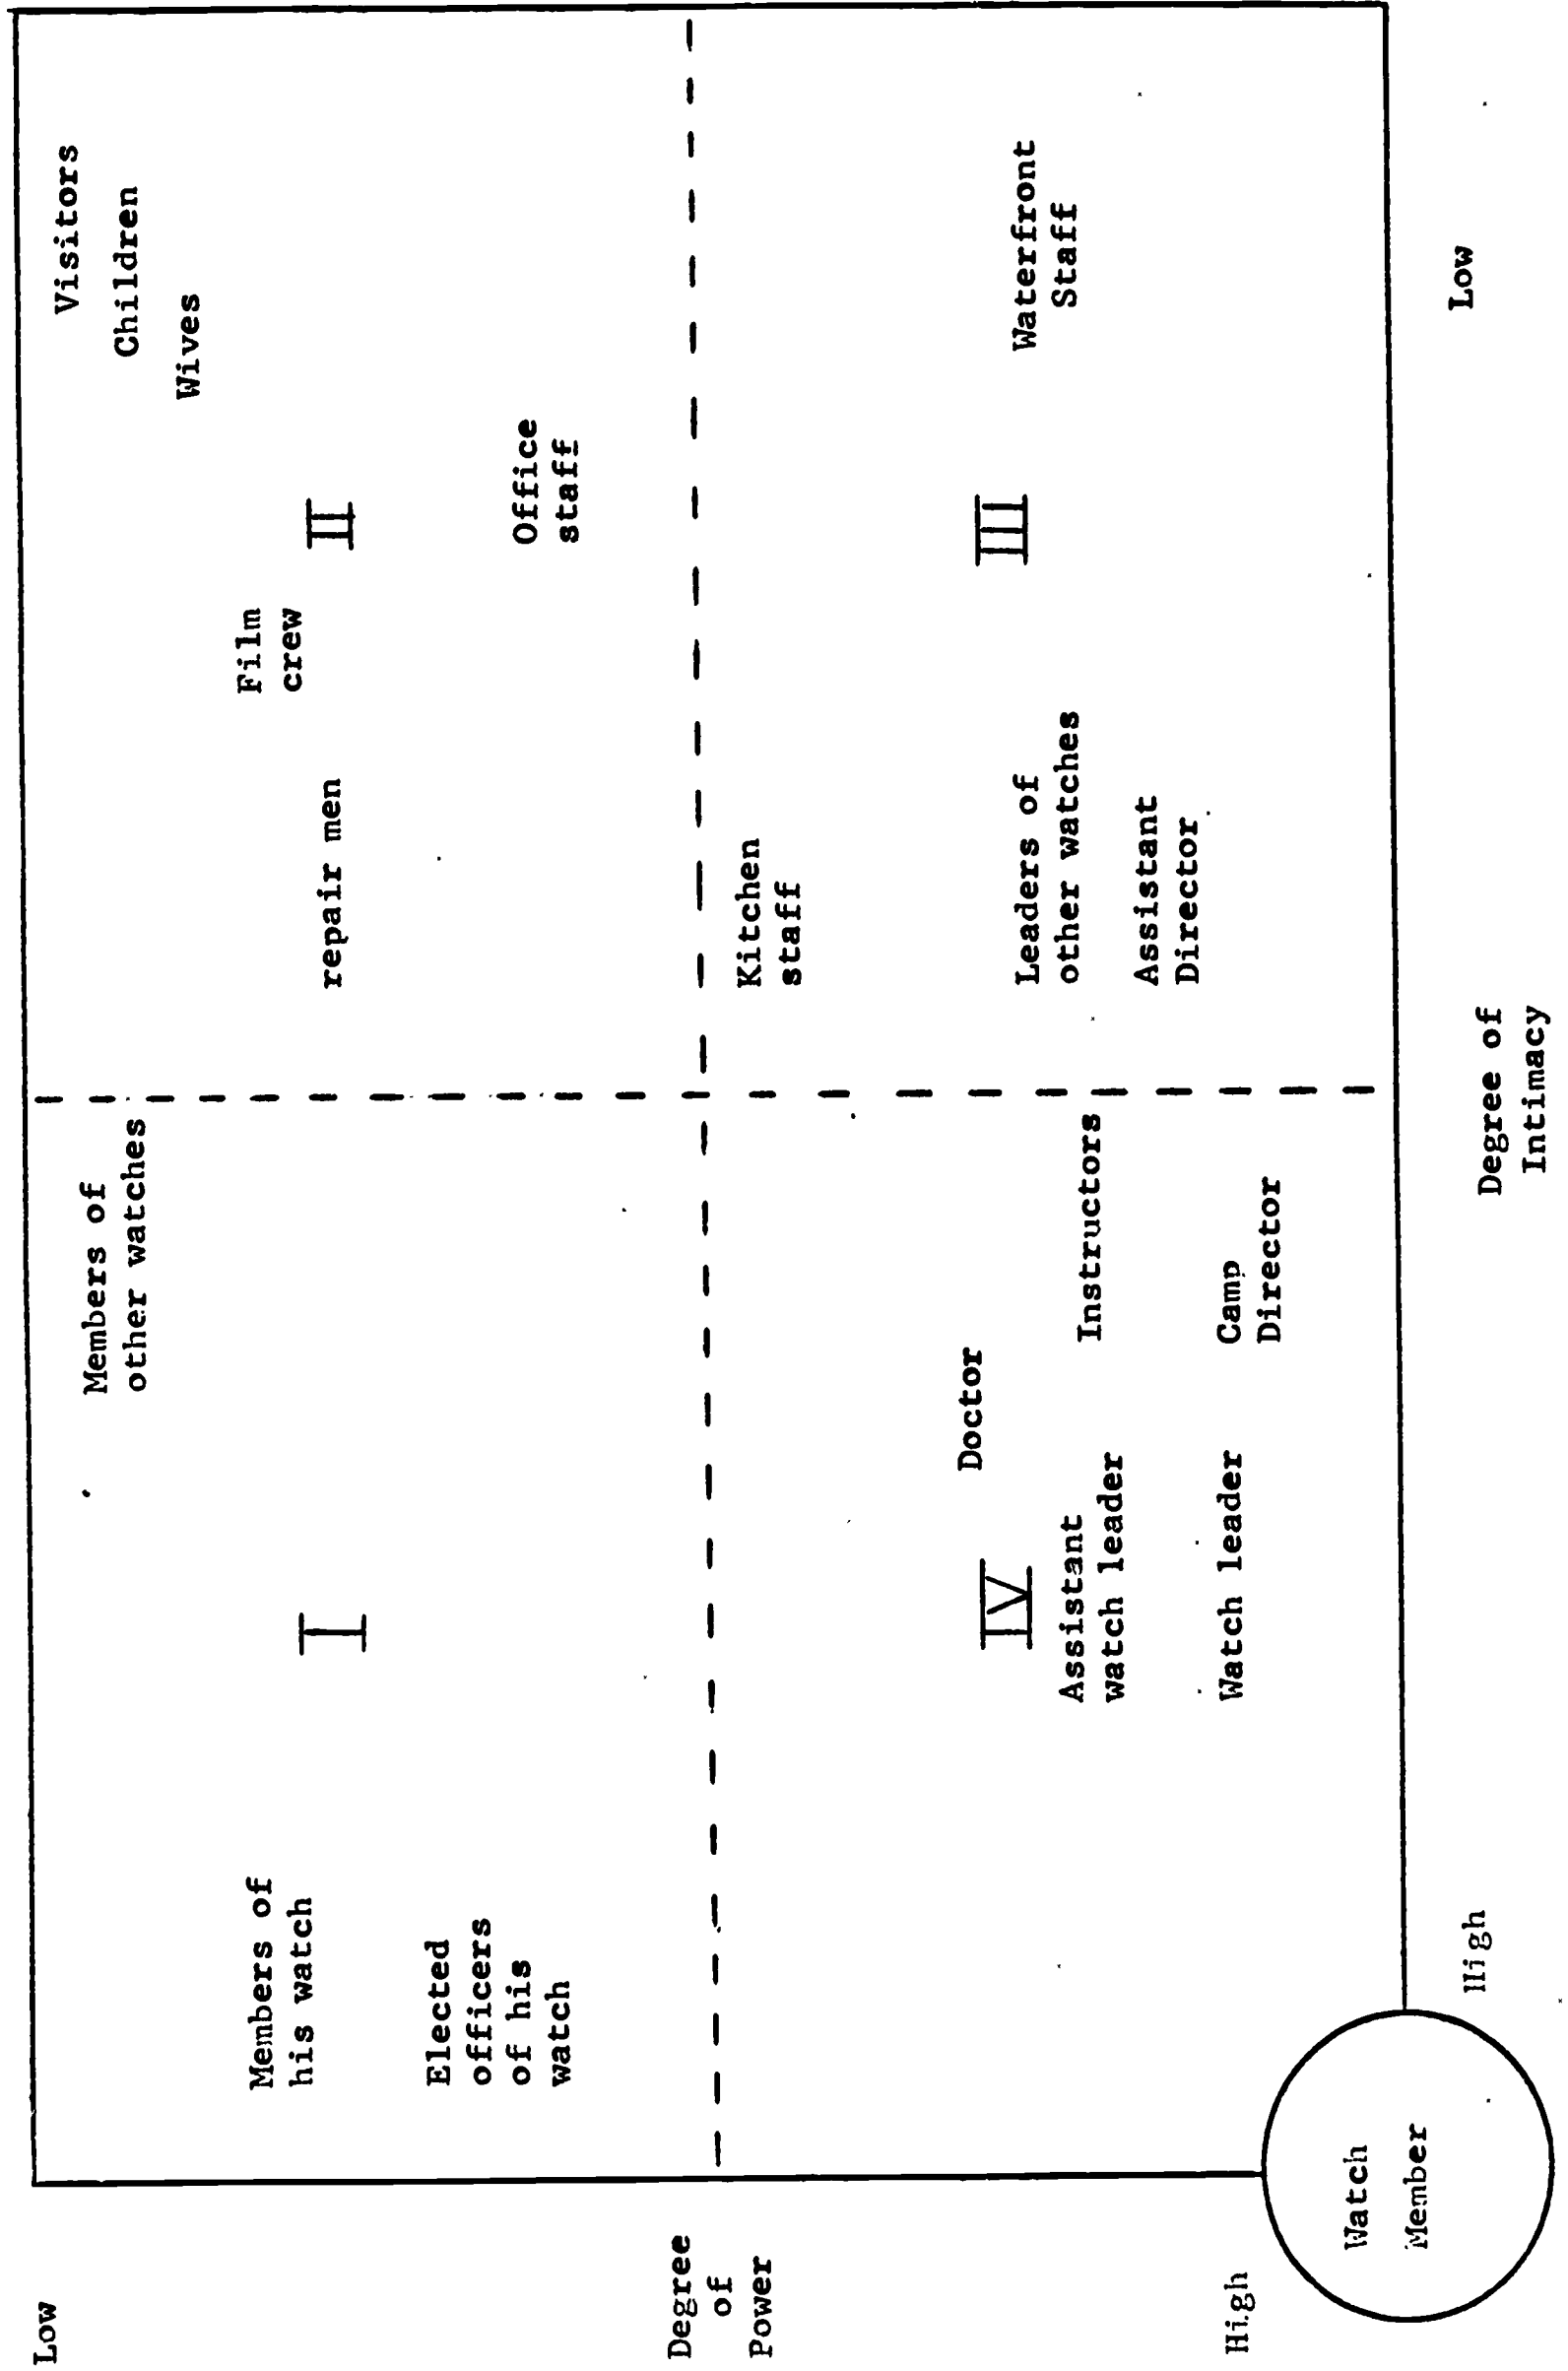 Low
Members of
other watches
Visitors
Children
Wives
Members of
his watch
I
repair men
Film
crew
II
Elected
officers
of his
watch
Office
staff
Degree
of
Power
Kitchen
staff
Doctor
IV
Assistant
watch leader
Instructors
Leaders of
other watches
III
Waterfront
Staff
Watch leader
Camp
Director
Assistant
Director
High
Watch
Member
High
Degree of
Intimacy
Low